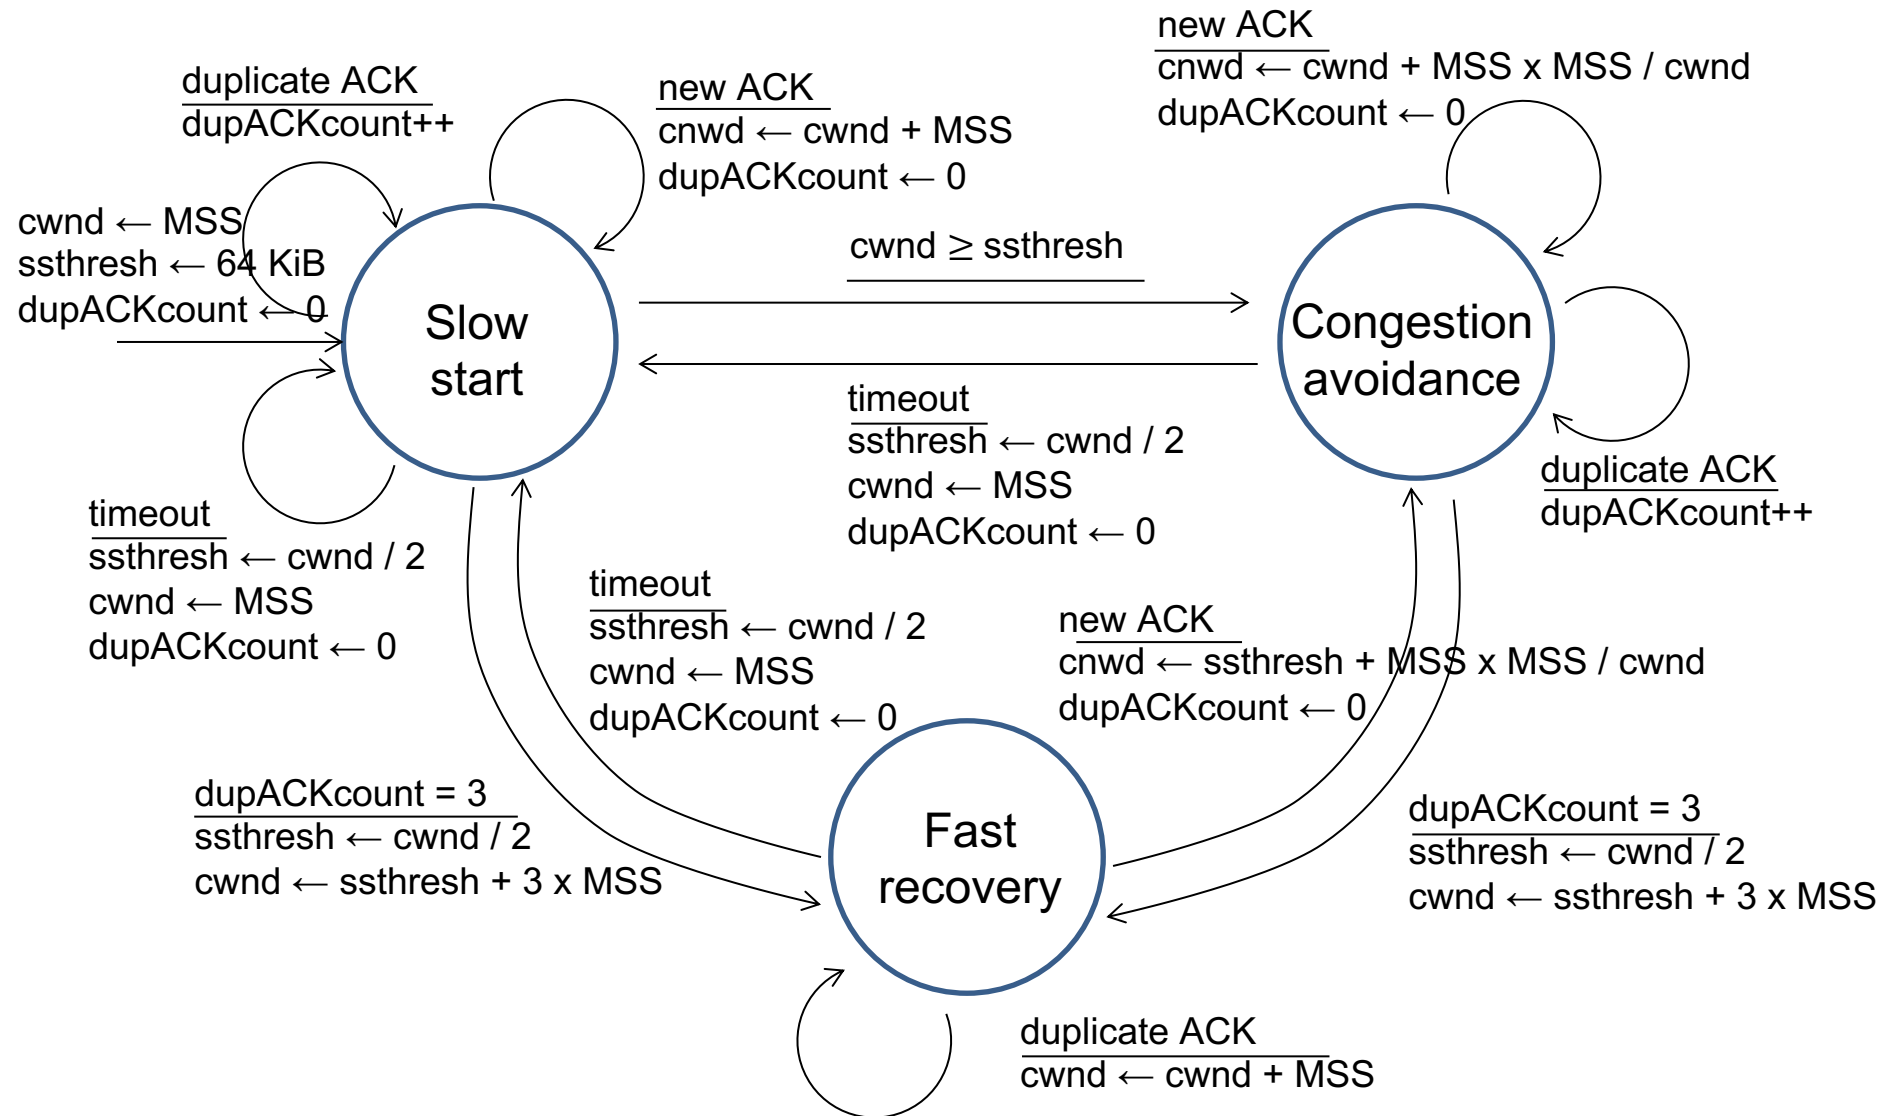 duplicate ACK
dupACKcount++
new ACK
cnwd ← cwnd + MSS
dupACKcount ← 0
new ACK
cnwd ← cwnd + MSS x MSS / cwnd
dupACKcount ← 0
cwnd ← MSS
ssthresh ← 64 KiB
dupACKcount ← 0
Slow
start
cwnd ≥ ssthresh
Congestion
avoidance
timeout
ssthresh ← cwnd / 2
cwnd ← MSS
dupACKcount ← 0
duplicate ACK
dupACKcount++
timeout
ssthresh ← cwnd / 2
cwnd ← MSS
dupACKcount ← 0
timeout
ssthresh ← cwnd / 2
cwnd ← MSS
dupACKcount ← 0
new ACK
cnwd ← ssthresh + MSS x MSS / cwnd
dupACKcount ← 0
dupACKcount = 3
ssthresh ← cwnd / 2
cwnd ← ssthresh + 3 x MSS
Fast
recovery
dupACKcount = 3
ssthresh ← cwnd / 2
cwnd ← ssthresh + 3 x MSS
duplicate ACK
cwnd ← cwnd + MSS